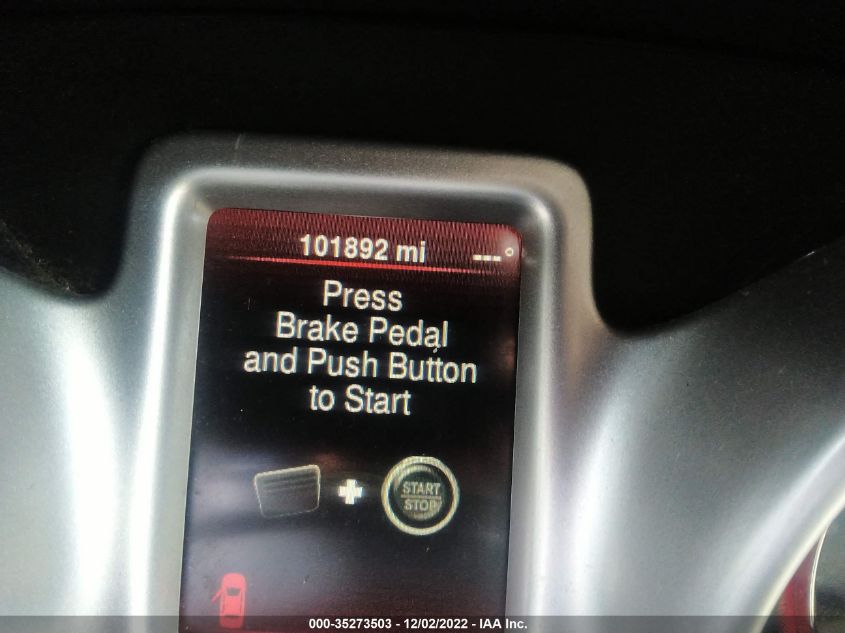 101892 mi ---°
Press
Brake Pedal
and Push Button
to Start
START
STOP
000-35273503 - 12/02/2022 - IAA Inc.